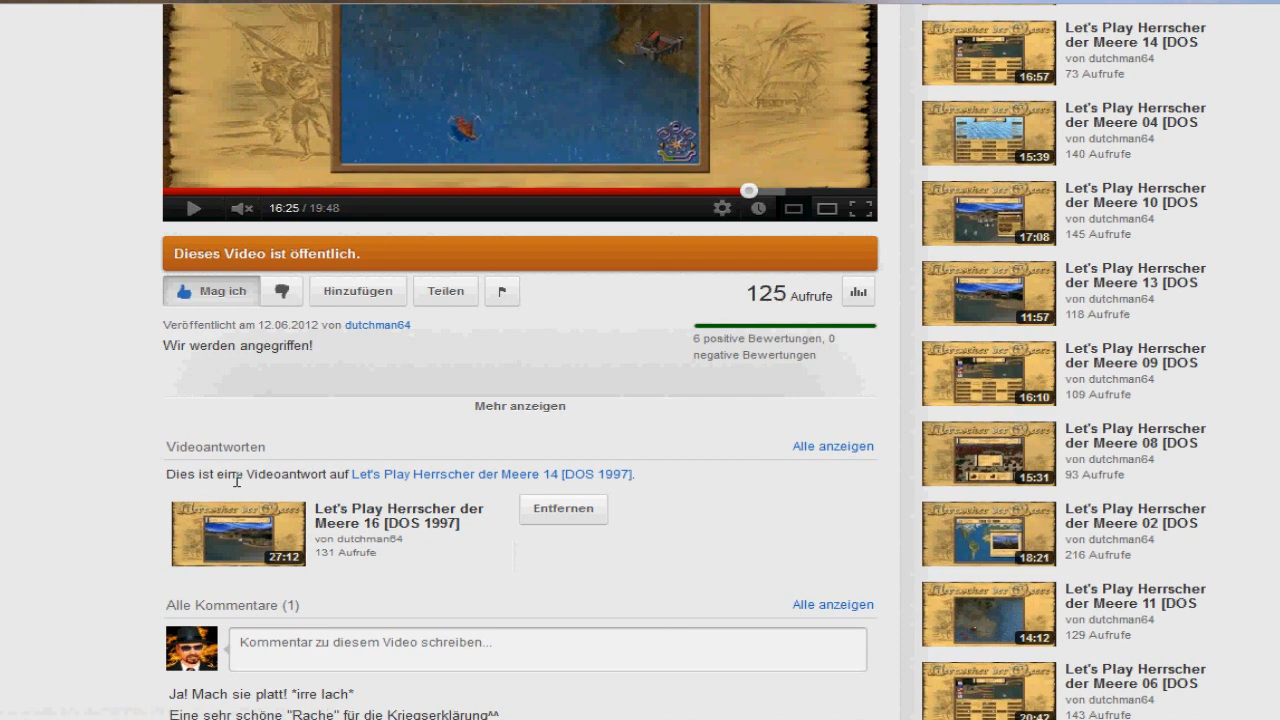 16:25 / 19:48
Dieses Video ist öffentlich.
Mag ich
Hinzufügen
Teilen
125 Aufrufe
Veröffentlicht am 12.06.2012 von dutchman64
Wir werden angegriffen!
6 positive Bewertungen, 0
negative Bewertungen
Mehr anzeigen
Videoantworten
Alle anzeigen
Dies ist eine Videoantwort auf Let's Play Herrscher der Meere 14 [DOS 1997].
27:12
Let's Play Herrscher der
Meere 16 [DOS 1997]
von dutchman64
131 Aufrufe
Entfernen
Alle Kommentare (1)
Alle anzeigen
Kommentar zu diesem Video schreiben...
Ja! Mach sie platt! *irre lach*
Eine sehr schöne für die Kriegserklärung^^
16:57
Let's Play Herrscher
der Meere 14 [DOS
von dutchman64
73 Aufrufe
15:39
Let's Play Herrscher
der Meere 04 [DOS
von dutchman64
140 Aufrufe
17:08
Let's Play Herrscher
der Meere 10 [DOS
von dutchman64
145 Aufrufe
11:57
Let's Play Herrscher
der Meere 13 [DOS
von dutchman64
118 Aufrufe
16:10
Let's Play Herrscher
der Meere 09 [DOS
von dutchman64
109 Aufrufe
15:31
Let's Play Herrscher
der Meere 08 [DOS
von dutchman64
93 Aufrufe
18:21
Let's Play Herrscher
der Meere 02 [DOS
von dutchman64
216 Aufrufe
14:12
Let's Play Herrscher
der Meere 11 [DOS
von dutchman64
129 Aufrufe
20:42
Let's Play Herrscher
der Meere 06 [DOS
von dutchman64
143 Aufrufe